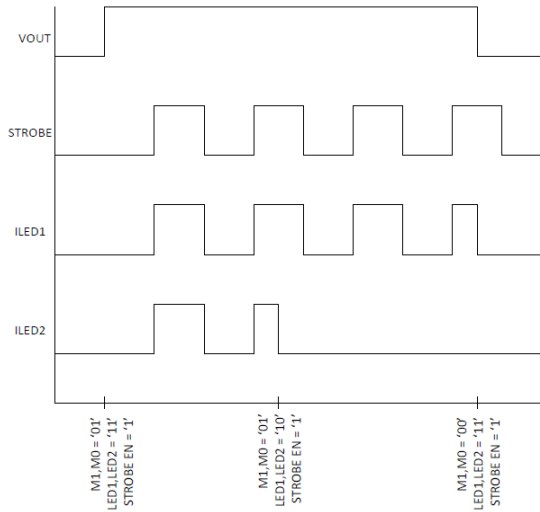 VOUT
STROBE
ILED1
ILED2
M1,M0 = ‘01’
LED1,LED2 = ‘11’
STROBE EN = ‘1’
M1,M0 = ‘01’
LED1,LED2 = ‘10’
STROBE EN = ‘1’
M1,M0 = ‘00’
LED1,LED2 = ‘11’
STROBE EN = ‘1’